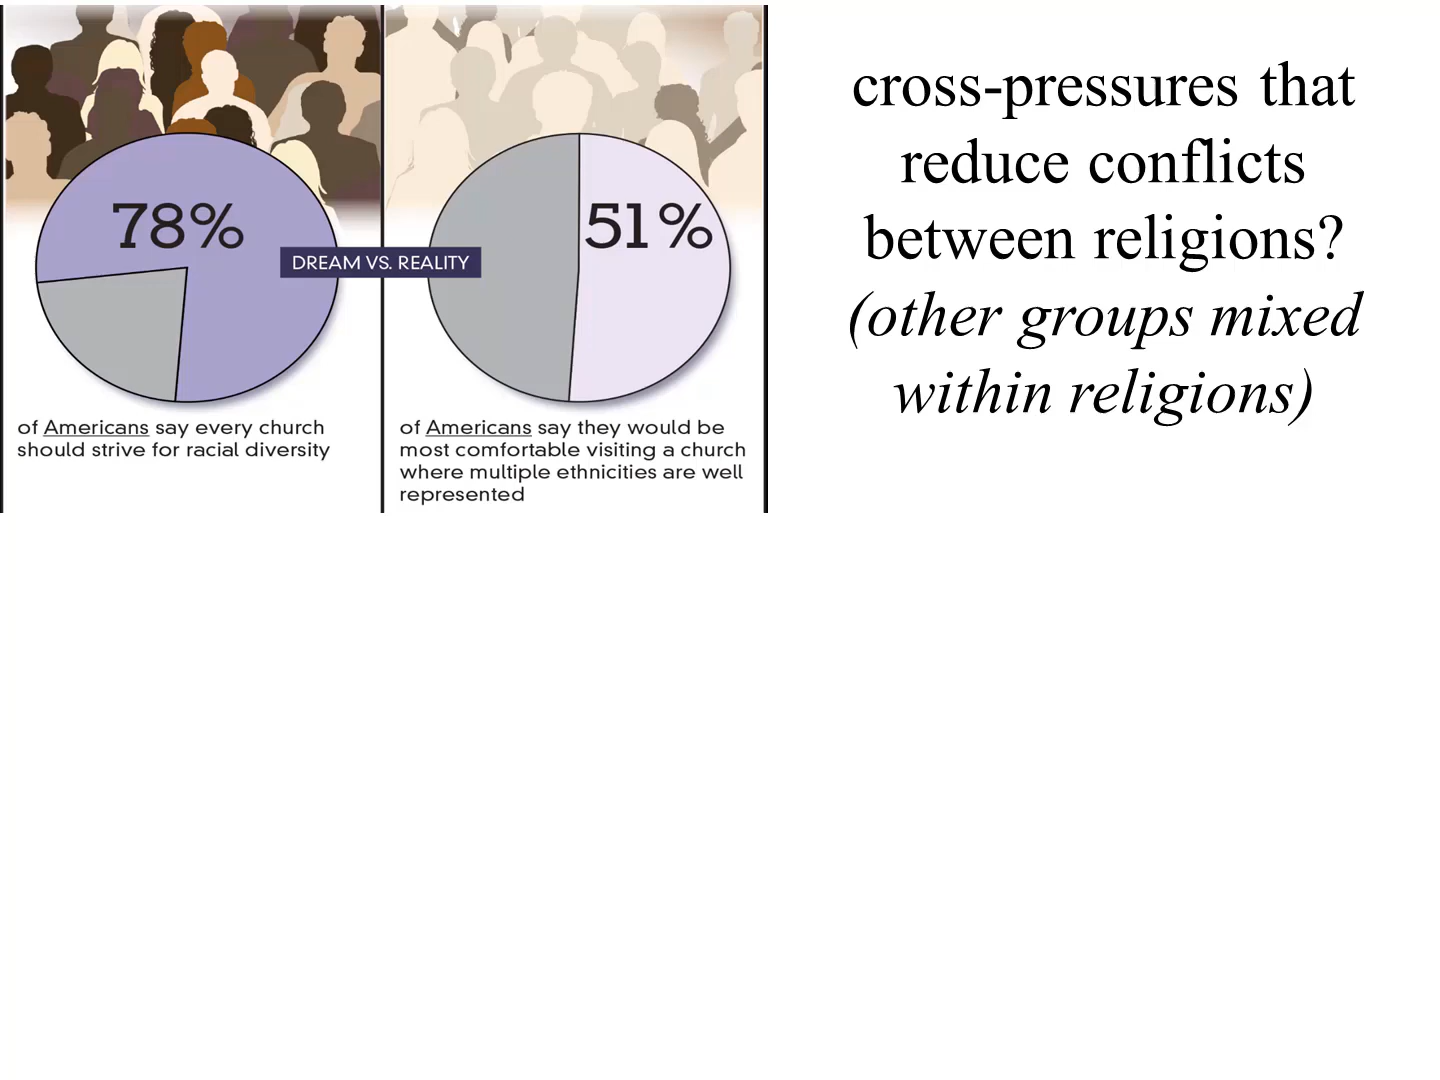 78%
DREAM VS. REALITY
51%
of Americans say every church
should strive for racial diversity
of Americans say they would be
most comfortable visiting a church
where multiple ethnicities are well
represented
cross-pressures that
reduce conflicts
between religions?
(other groups mixed
within religions)